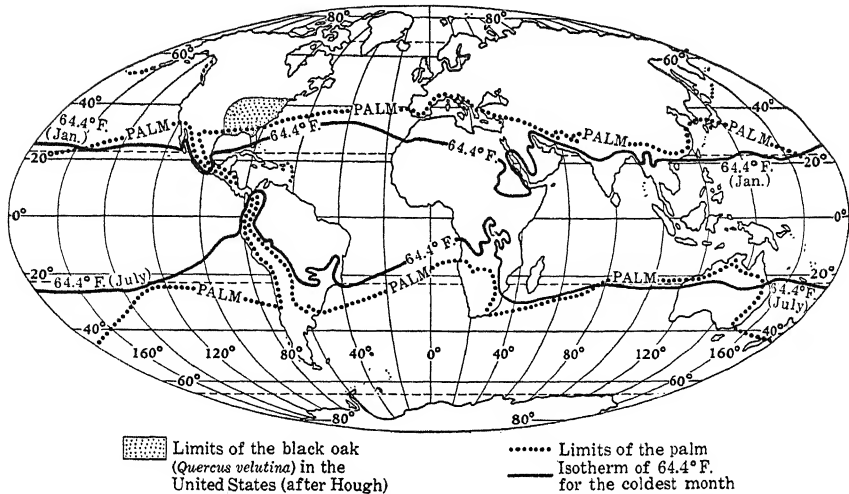 80°
60°
60°
40°
PALM
40°
64.4°F.
(Jan.)
PALM
64.4°F.
PALM
PALM
20°
64.4°F.
20°
64.4°F.
(Jan.)
0°
0°
64.4°F.
20°
64.4°F. (July)
PALM
PALM
PALM
20°
64.4°F.
(July)
40°
40°
160° 120° 80° 40° 0° 40° 80° 120° 160°
60°
60°
80°
80°
Limits of the black oak
(Quercus velutina) in the
United States (after Hough)
Limits of the palm
Isotherm of 64.4° F.
for the coldest month